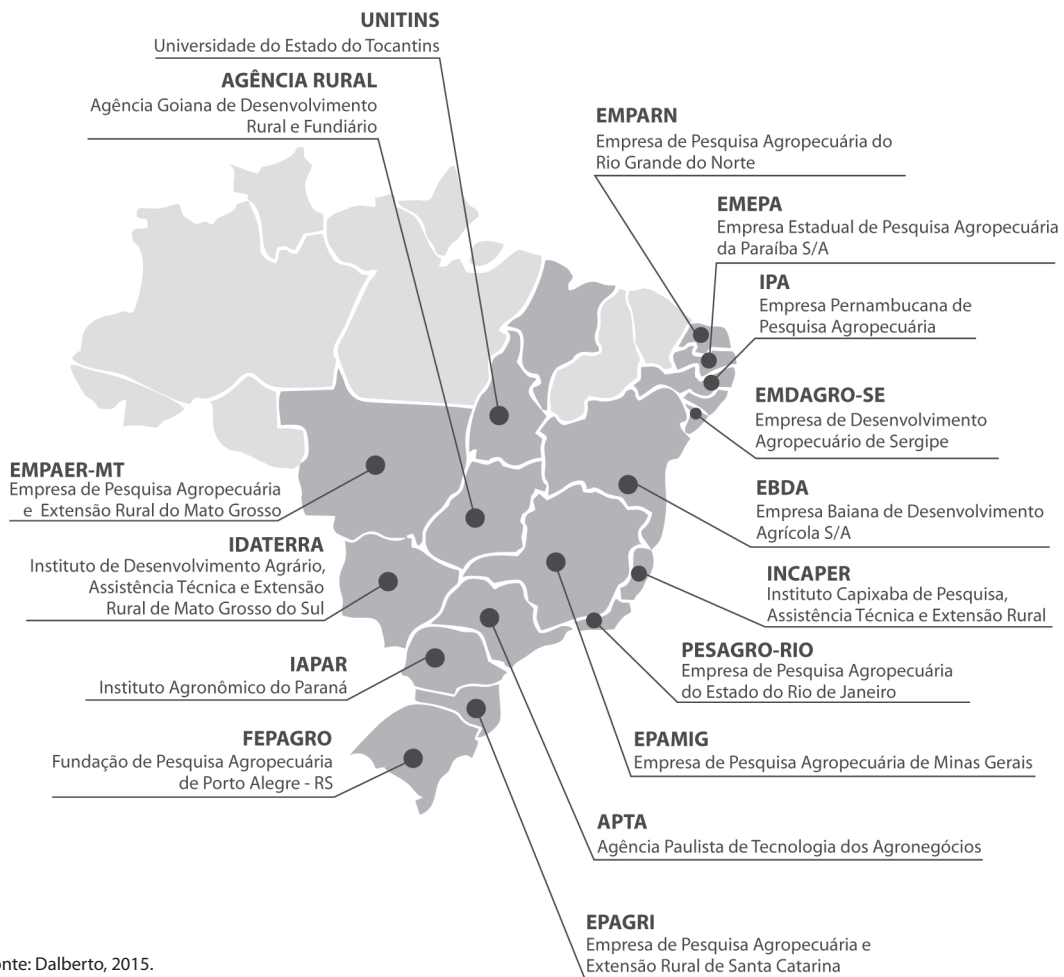 UNITINS
Universidade do Estado do Tocantins
AGÊNCIA RURAL
Agência Goiana de Desenvolvimento
Rural e Fundiário
EMPARN
Empresa de Pesquisa Agropecuária do
Rio Grande do Norte
EMEPA
Empresa Estadual de Pesquisa Agropecuária
da Paraíba S/A
IPA
Empresa Pernambucana de
Pesquisa Agropecuária
EMDAGRO-SE
Empresa de Desenvolvimento
Agropecuário de Sergipe
EBDA
Empresa Baiana de Desenvolvimento
Agrícola S/A
INCAPER
Instituto Capixaba de Pesquisa,
Assistência Técnica e Extensão Rural
PESAGRO-RIO
Empresa de Pesquisa Agropecuária
do Estado do Rio de Janeiro
EPAMIG
Empresa de Pesquisa Agropecuária de Minas Gerais
APTA
Agência Paulista de Tecnologia dos Agronegócios
EPAGRI
Empresa de Pesquisa Agropecuária e
Extensão Rural de Santa Catarina
EMPAER-MT
Empresa de Pesquisa Agropecuária
e Extensão Rural do Mato Grosso
IDATERRA
Instituto de Desenvolvimento Agrário,
Assistência Técnica e Extensão
Rural de Mato Grosso do Sul
IAPAR
Instituto Agronômico do Paraná
FEPAGRO
Fundação de Pesquisa Agropecuária
de Porto Alegre - RS
onte: Dalberto, 2015.